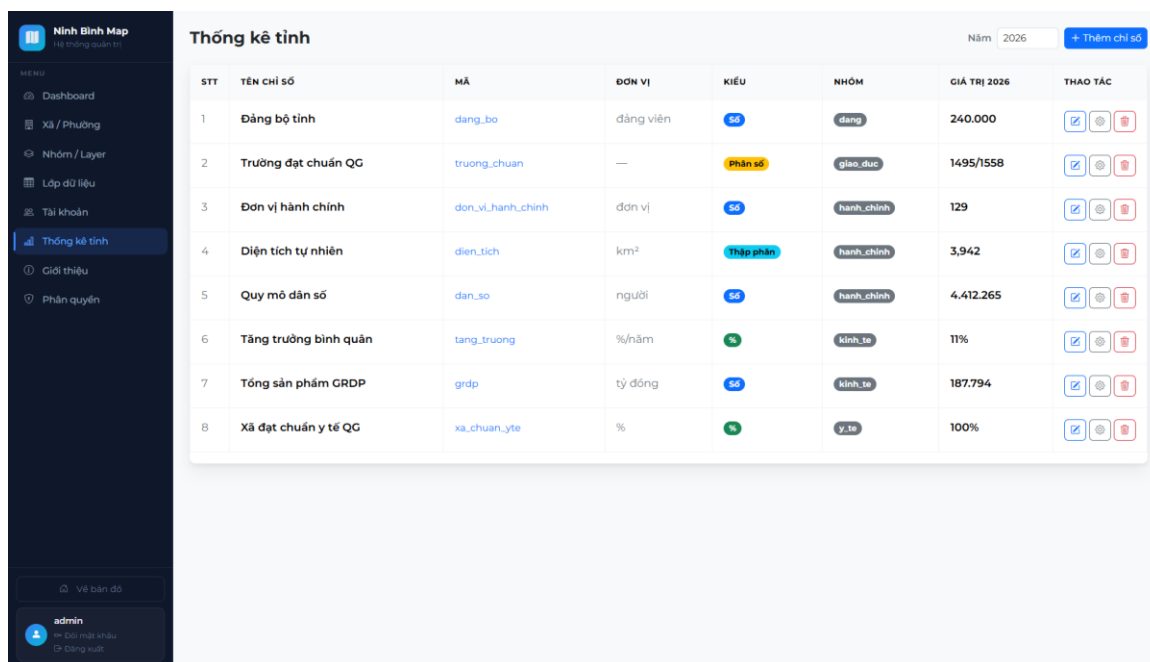 Ninh Bình Map
Hệ thống quản trị
Thống kê tỉnh
Năm 2026 + Thêm chỉ số
MENU
Dashboard
Xã / Phường
Nhóm / Layer
Lớp dữ liệu
Tài khoản
Thống kê tỉnh
Giới thiệu
Phân quyền
STT TÊN CHỈ SỐ MÃ ĐƠN VỊ KIỂU NHÓM GIÁ TRỊ 2026 THAO TÁC
1 Đảng bộ tỉnh dang_bo đảng viên Số dang 240.000
2 Trường đạt chuẩn QG truong_chuan — Phân số giao_duc 1495/1558
3 Đơn vị hành chính don_vi_hanh_chinh đơn vị Số hanh_chinh 129
4 Diện tích tự nhiên dien_tich km² Thập phân hanh_chinh 3,942
5 Quy mô dân số dan_so người Số hanh_chinh 4.412.265
6 Tăng trưởng bình quân tang_truong %/năm % kinh_te 11%
7 Tổng sản phẩm GRDP grdp tỷ đồng Số kinh_te 187.794
8 Xã đạt chuẩn y tế QG xa_chuan_yte % % y_te 100%
Về bản đồ
admin
Đổi mật khẩu
Đăng xuất